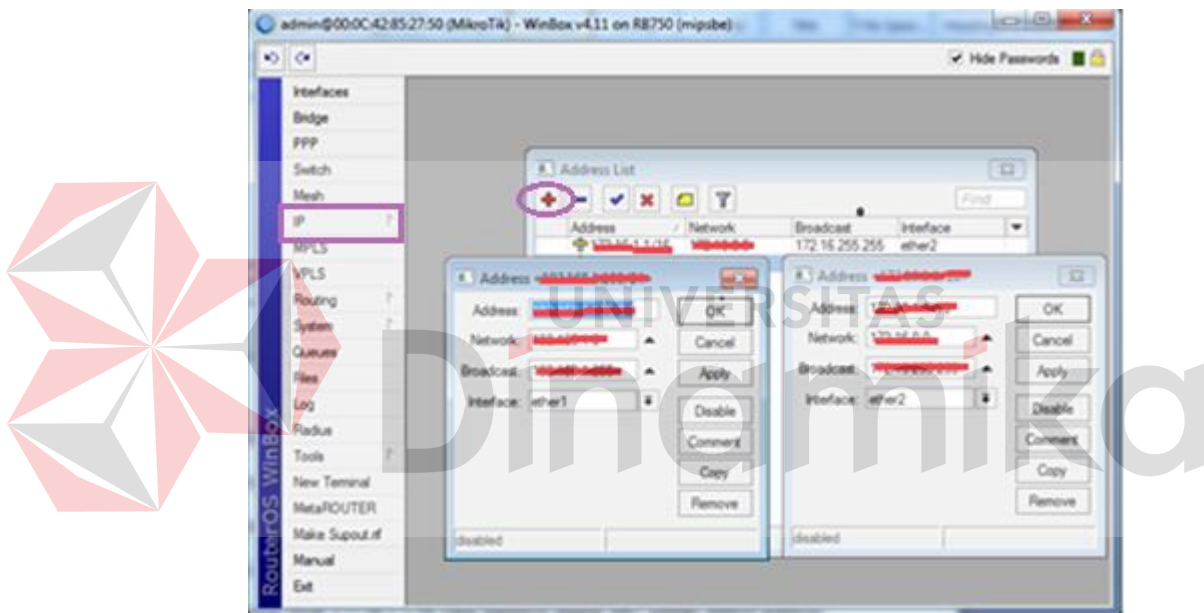 admin@00:0C:42:85:27:50 (MikroTik) - WinBox v4.11 on RB750 (mipsbe)
Hide Passwords
Interfaces
Bridge
PPP
Switch
Mesh
IP
MPLS
VPLS
Routing
System
Queues
Files
Log
Radius
Tools
New Terminal
MetaROUTER
Make Supout.rif
Manual
Exit
RouterOS WinBox
Address List
Find
Address Network Broadcast Interface
172.16.255.255 ether2
Address
Address:
Network:
Broadcast:
Interface: ether1
OK
Cancel
Apply
Disable
Comment
Copy
Remove
disabled
Address
Address:
Network:
Broadcast:
Interface: ether2
OK
Cancel
Apply
Disable
Comment
Copy
Remove
disabled
UNIVERSITAS
Dinamika